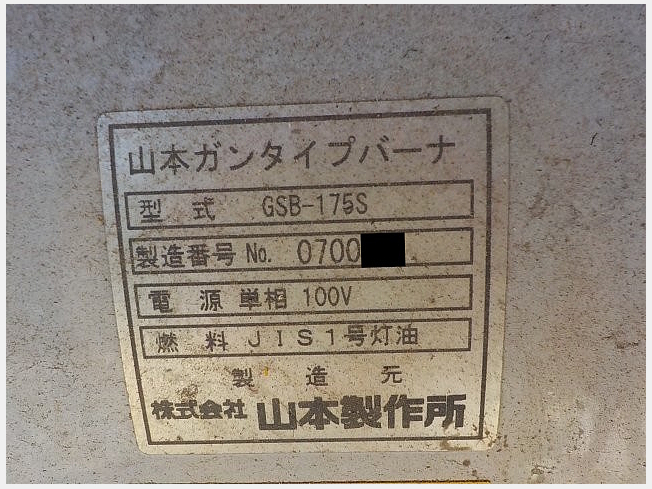 山本ガンタイプバーナ
型式 GSB-175S
製造番号 No. 0700
電源 単相 100V
燃料 JIS1号灯油
製造元
株式会社 山本製作所